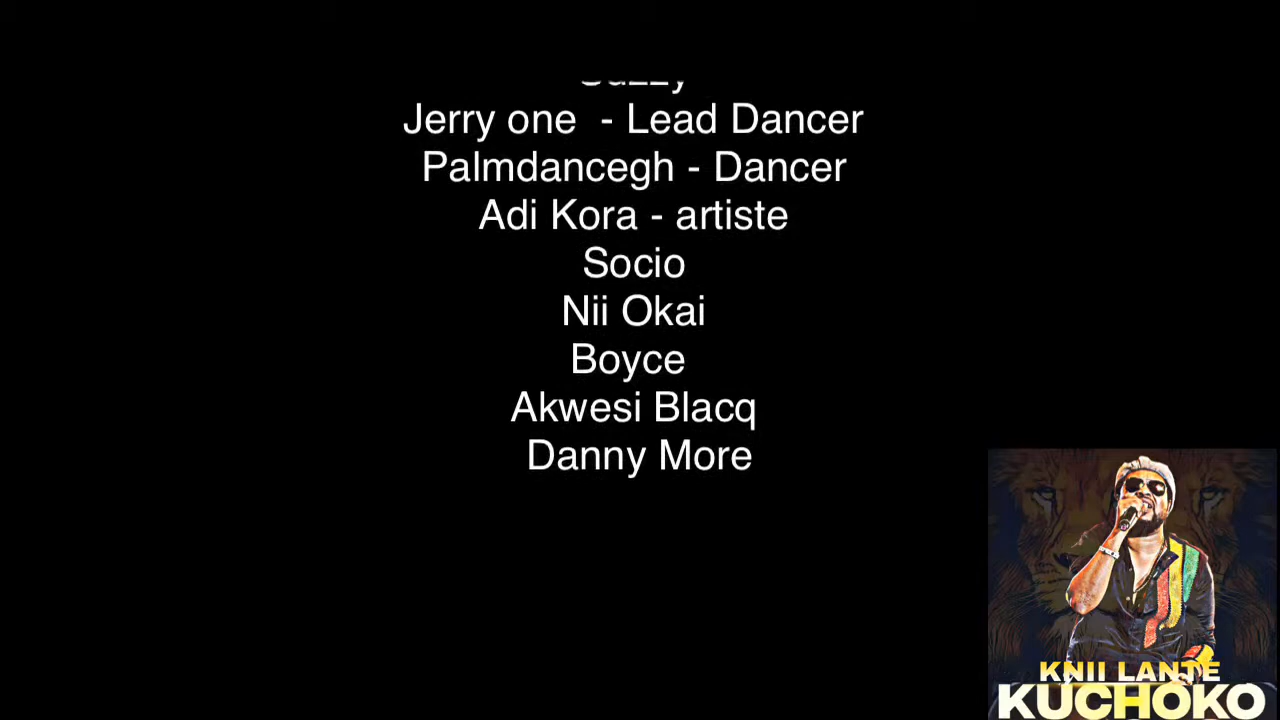 Jerry one - Lead Dancer
Palmdancegh - Dancer
Adi Kora - artiste
Socio
Nii Okai
Boyce
Akwesi Blacq
Danny More
KNII LANTE
KUCHOKO